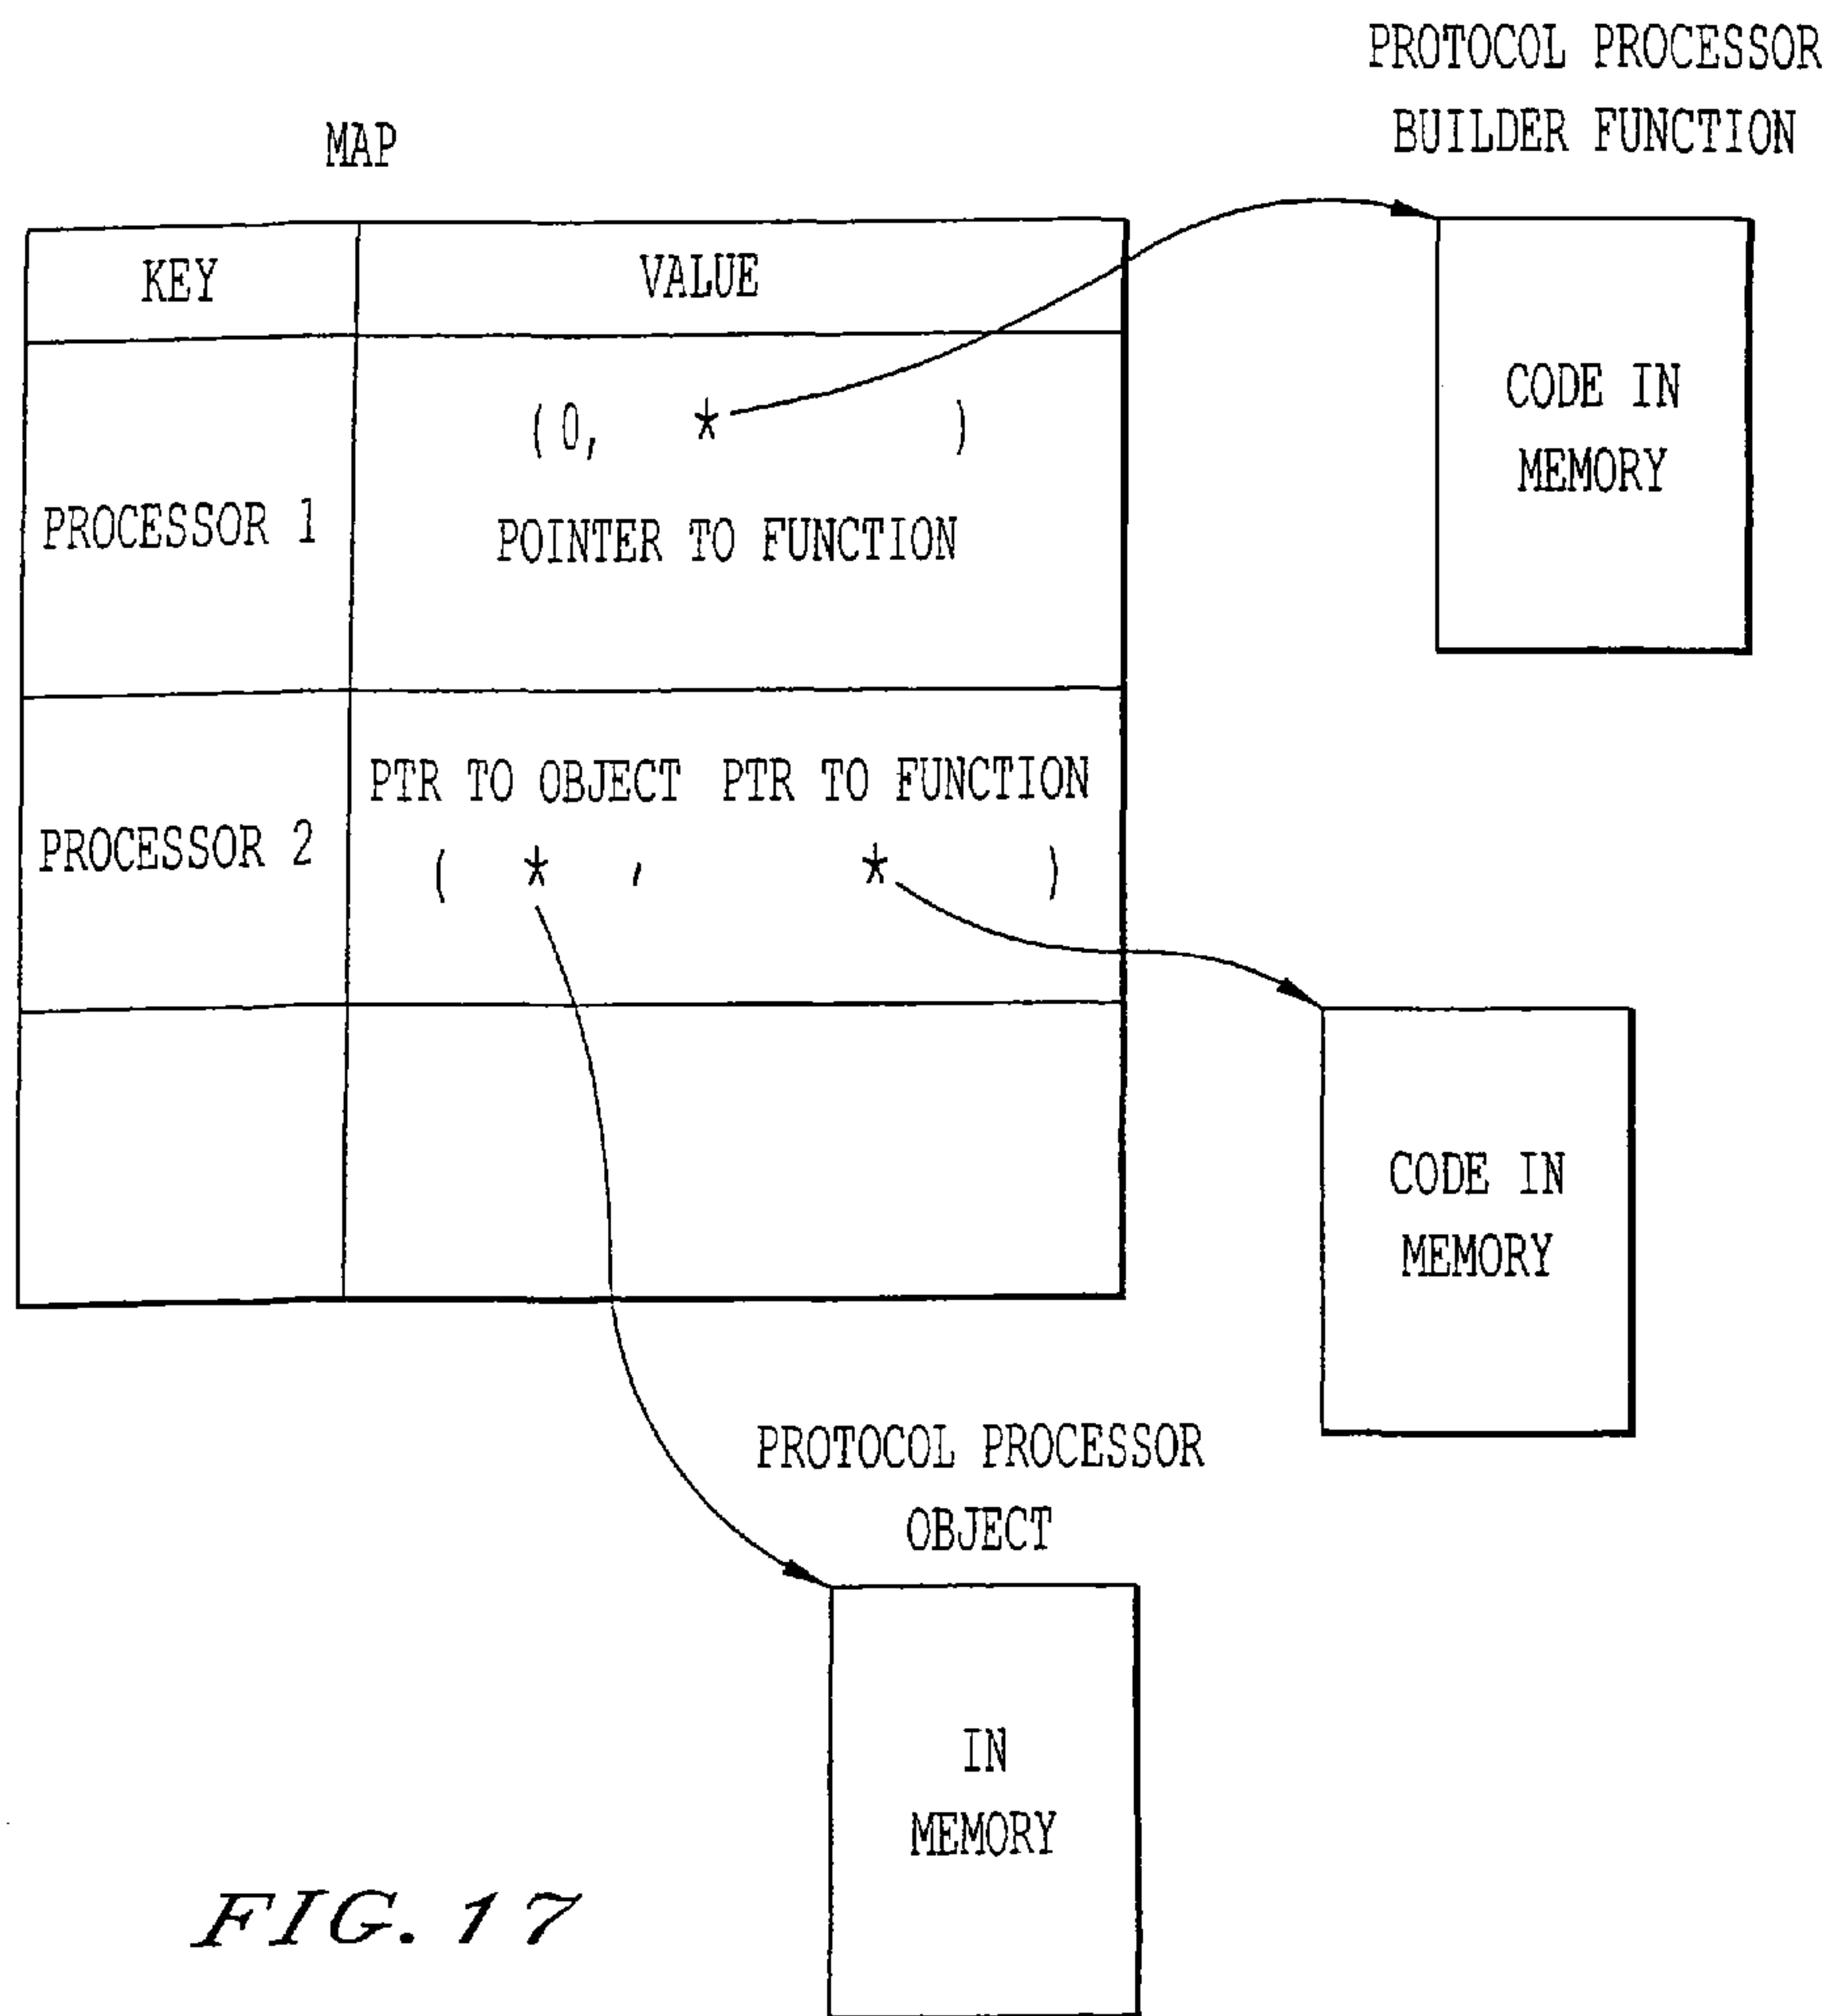 PROTOCOL PROCESSOR
BUILDER FUNCTION
MAP
KEY VALUE
CODE IN
MEMORY
(0, * )
PROCESSOR 1 POINTER TO FUNCTION
PTR TO OBJECT PTR TO FUNCTION
PROCESSOR 2 ( * , * )
CODE IN
MEMORY
PROTOCOL PROCESSOR
OBJECT
IN
MEMORY
FIG. 17